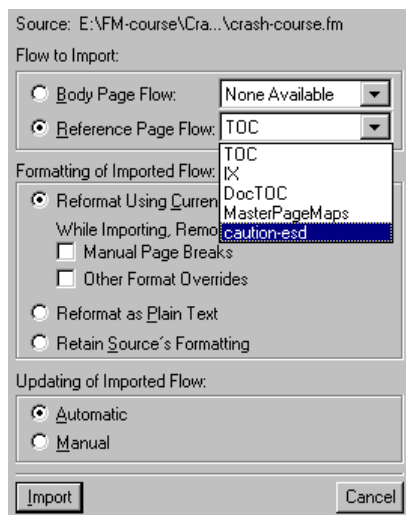 Source: E:\FM-course\Cra...\crash-course.fm
Flow to Import:
Body Page Flow: None Available
Reference Page Flow: TOC
TOC
IX
DocTOC
MasterPageMaps
caution-esd
Formatting of Imported Flow:
Reformat Using Curren
While Importing, Remo
Manual Page Breaks
Other Format Overrides
Reformat as Plain Text
Retain Source's Formatting
Updating of Imported Flow:
Automatic
Manual
Import Cancel